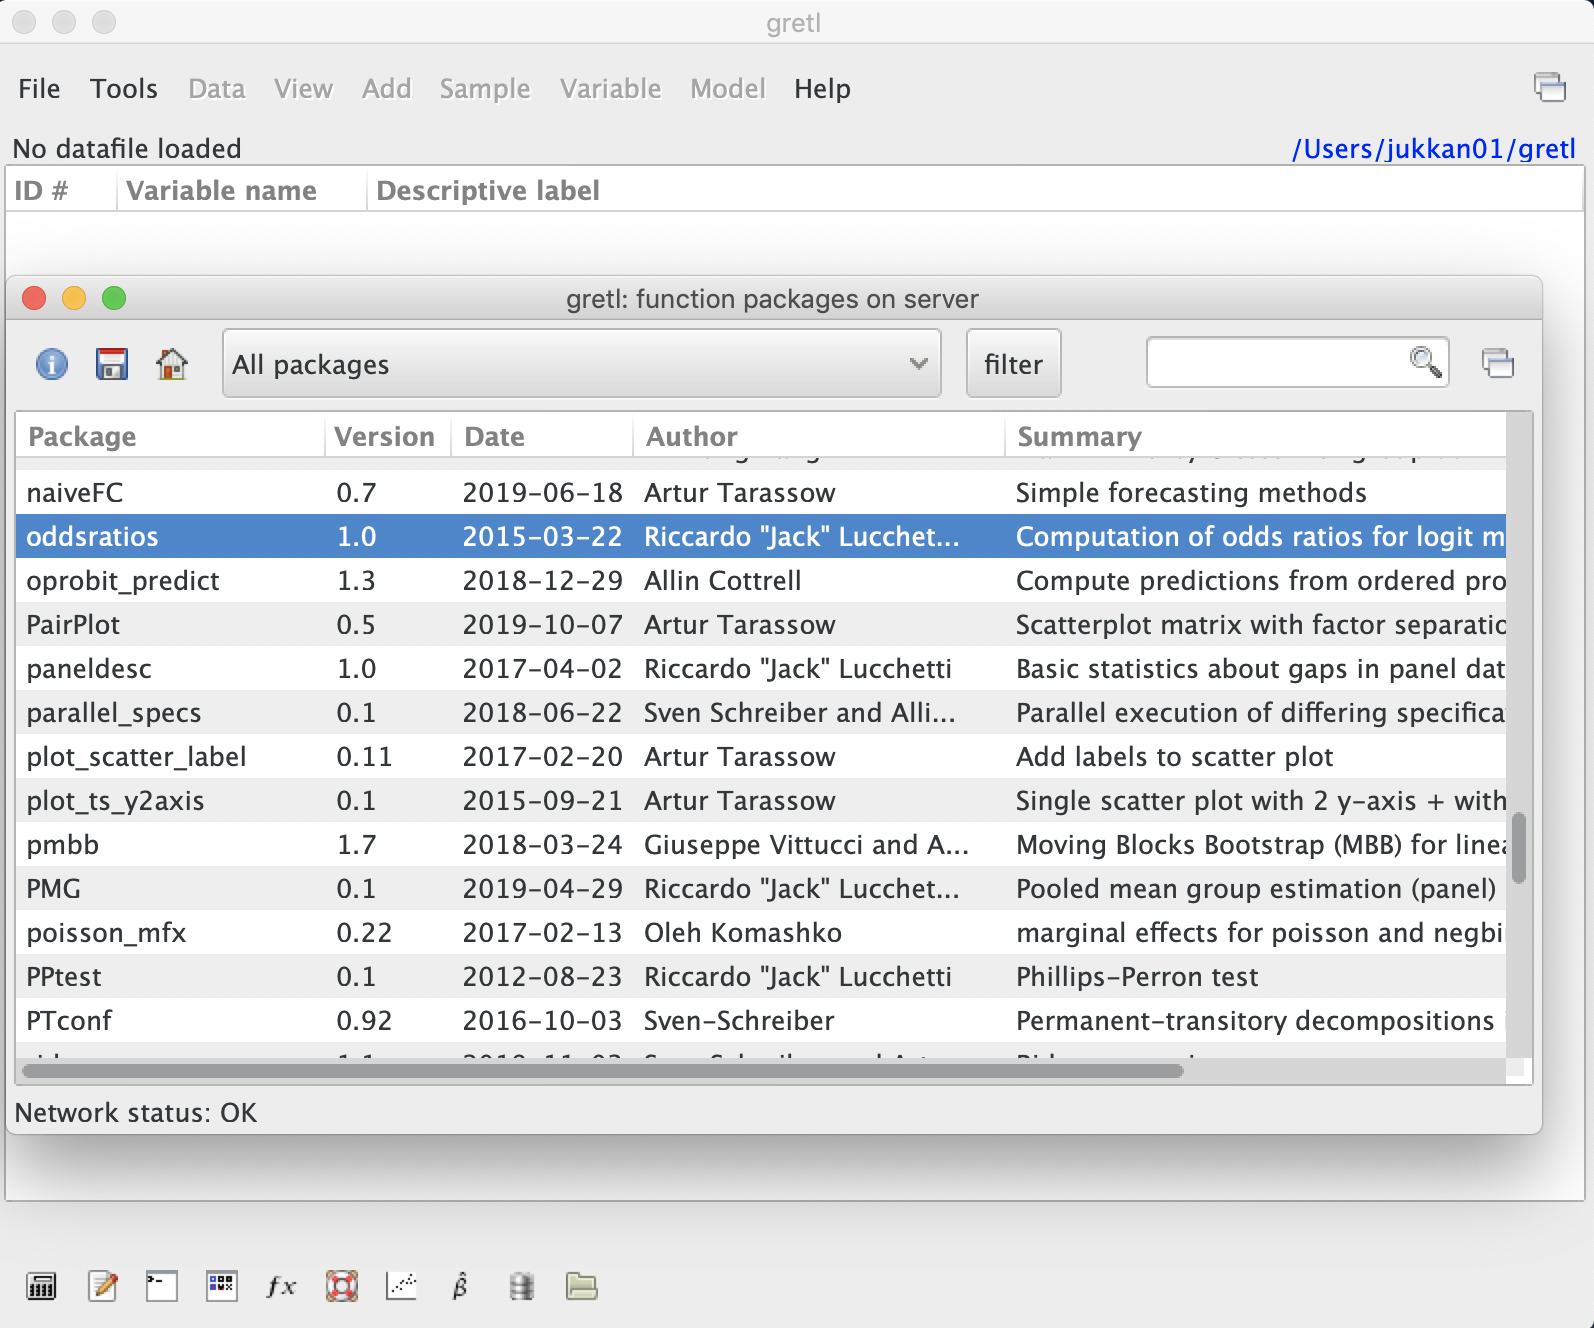 gretl
File Tools Data View Add Sample Variable Model Help
No datafile loaded /Users/jukkan01/gretl
ID # Variable name Descriptive label
gretl: function packages on server
All packages filter
Package Version Date Author Summary
naiveFC 0.7 2019-06-18 Artur Tarassow Simple forecasting methods
oddsratios 1.0 2015-03-22 Riccardo "Jack" Lucchet... Computation of odds ratios for logit m
oprobit_predict 1.3 2018-12-29 Allin Cottrell Compute predictions from ordered pro
PairPlot 0.5 2019-10-07 Artur Tarassow Scatterplot matrix with factor separatio
paneldesc 1.0 2017-04-02 Riccardo "Jack" Lucchetti Basic statistics about gaps in panel dat
parallel_specs 0.1 2018-06-22 Sven Schreiber and Alli... Parallel execution of differing specifica
plot_scatter_label 0.11 2017-02-20 Artur Tarassow Add labels to scatter plot
plot_ts_y2axis 0.1 2015-09-21 Artur Tarassow Single scatter plot with 2 y-axis + with
pmbb 1.7 2018-03-24 Giuseppe Vittucci and A... Moving Blocks Bootstrap (MBB) for linea
PMG 0.1 2019-04-29 Riccardo "Jack" Lucchet... Pooled mean group estimation (panel)
poisson_mfx 0.22 2017-02-13 Oleh Komashko marginal effects for poisson and negbi
PPtest 0.1 2012-08-23 Riccardo "Jack" Lucchetti Phillips-Perron test
PTconf 0.92 2016-10-03 Sven-Schreiber Permanent-transitory decompositions
Network status: OK
fx β̂